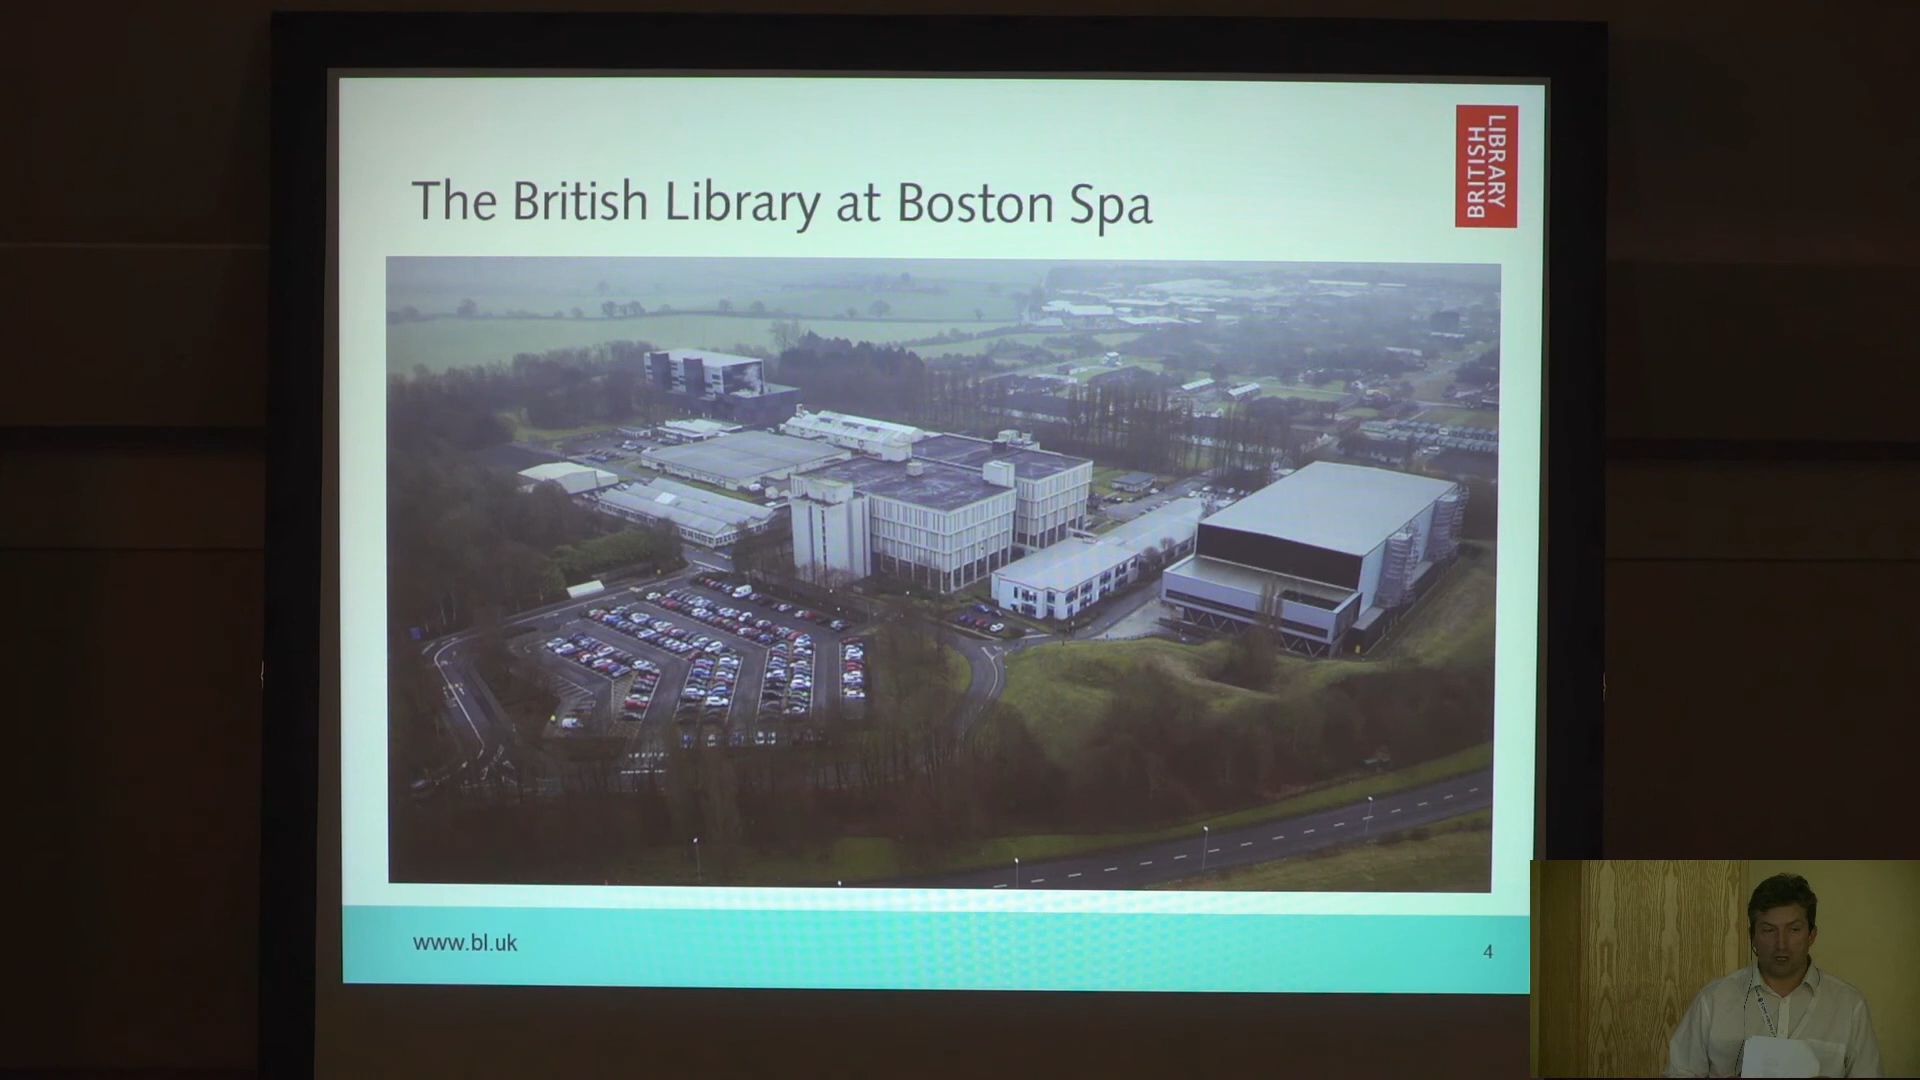 The British Library at Boston Spa
BRITISH
LIBRARY
www.bl.uk
4